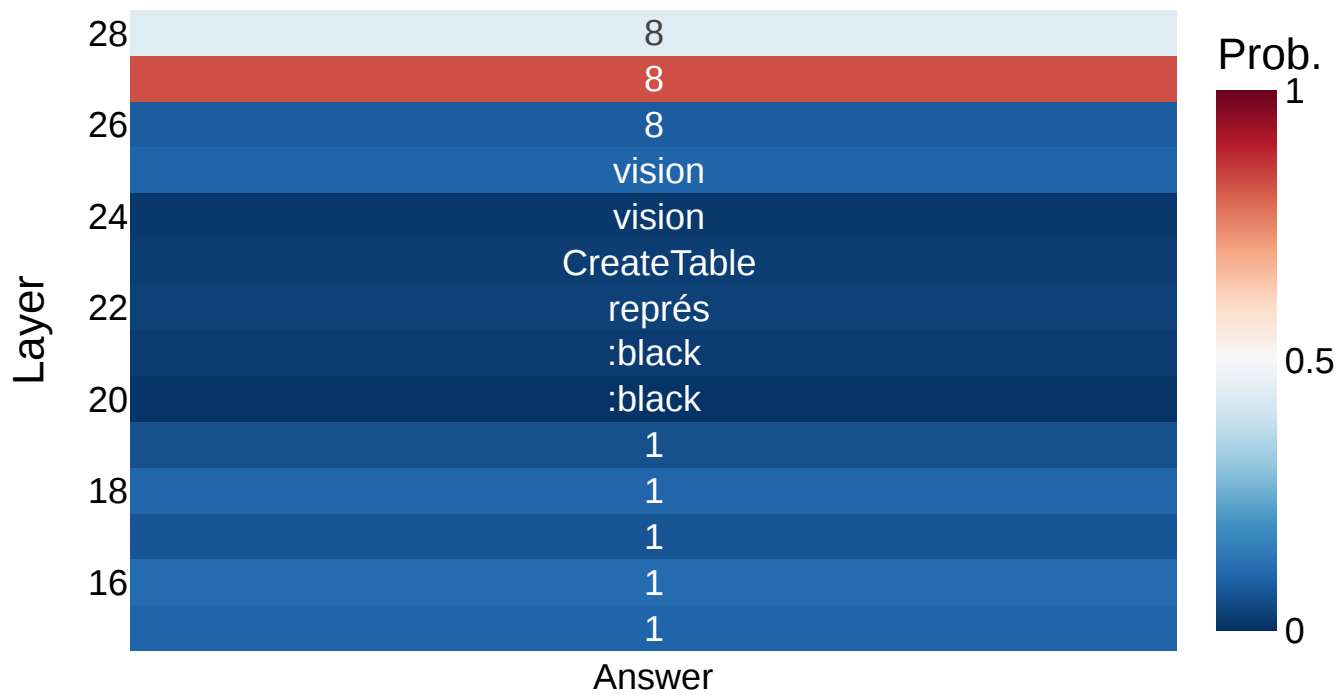 28 8
8 Prob.
1
26 8
vision
24 vision
CreateTable
Layer
22 représ
:black
0.5
20 :black
1
18 1
1
16 1
1
0
Answer